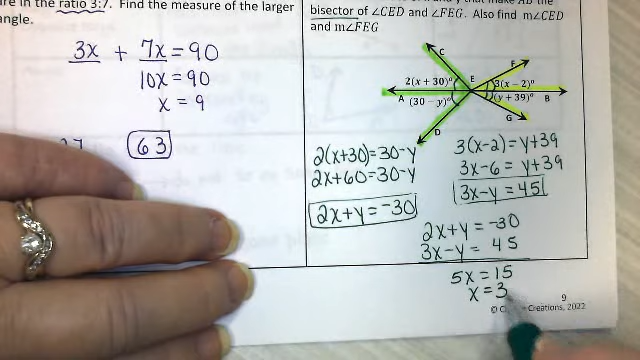 are in the ratio 3:7. Find the measure of the larger
angle.
3x + 7x = 90
10x = 90
x = 9
27
63
bisector of ∠CED and ∠FEG. Also find m∠CED
and m∠FEG
C
F
2(x + 30)°
E
3(x − 2)°
A
(30 − y)°
(y + 39)°
B
D
G
2(x+30)=30-y
2x+60=30-y
2x+y=-30
3(x-2)=y+39
3x-6=y+39
3x-y=45
2x+y=-30
3x-y=45
5x=15
x=3
9
Creations, 2022